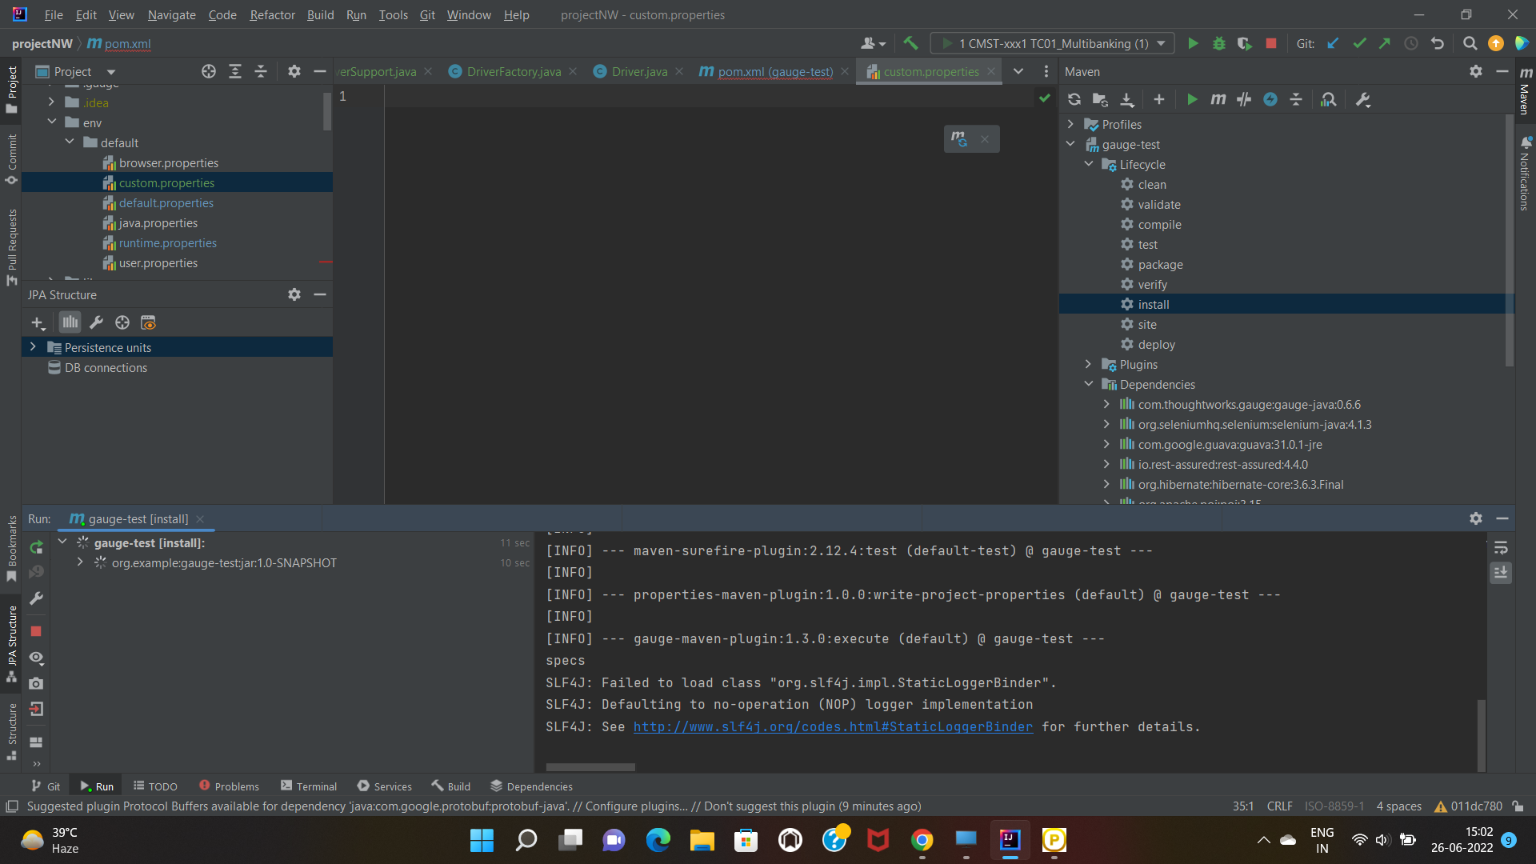 File Edit View Navigate Code Refactor Build Run Tools Git Window Help projectNW - custom.properties
projectNW pom.xml 1 CMST-xxx1 TC01_Multibanking (1) Git:
Project
verSupport.java DriverFactory.java Driver.java pom.xml (gauge-test) custom.properties
Maven
.idea
env
default
browser.properties
custom.properties
default.properties
java.properties
runtime.properties
user.properties
1
JPA Structure
Persistence units
DB connections
Profiles
gauge-test
Lifecycle
clean
validate
compile
test
package
verify
install
site
deploy
Plugins
Dependencies
com.thoughtworks.gauge:gauge-java:0.6.6
org.seleniumhq.selenium:selenium-java:4.1.3
com.google.guava:guava:31.0.1-jre
io.rest-assured:rest-assured:4.4.0
org.hibernate:hibernate-core:3.6.3.Final
Project
Commit
Pull Requests
Bookmarks
JPA Structure
Structure
Maven
Notifications
Run: gauge-test [install]
gauge-test [install]: 11 sec
org.example:gauge-test:jar:1.0-SNAPSHOT 10 sec
[INFO] --- maven-surefire-plugin:2.12.4:test (default-test) @ gauge-test ---
[INFO]
[INFO] --- properties-maven-plugin:1.0.0:write-project-properties (default) @ gauge-test ---
[INFO]
[INFO] --- gauge-maven-plugin:1.3.0:execute (default) @ gauge-test ---
specs
SLF4J: Failed to load class "org.slf4j.impl.StaticLoggerBinder".
SLF4J: Defaulting to no-operation (NOP) logger implementation
SLF4J: See http://www.slf4j.org/codes.html#StaticLoggerBinder for further details.
Git Run TODO Problems Terminal Services Build Dependencies
Suggested plugin Protocol Buffers available for dependency 'java:com.google.protobuf:protobuf-java'. // Configure plugins... // Don't suggest this plugin (9 minutes ago) 35:1 CRLF ISO-8859-1 4 spaces 011dc780
39°C
Haze
ENG
IN
15:02
26-06-2022
9